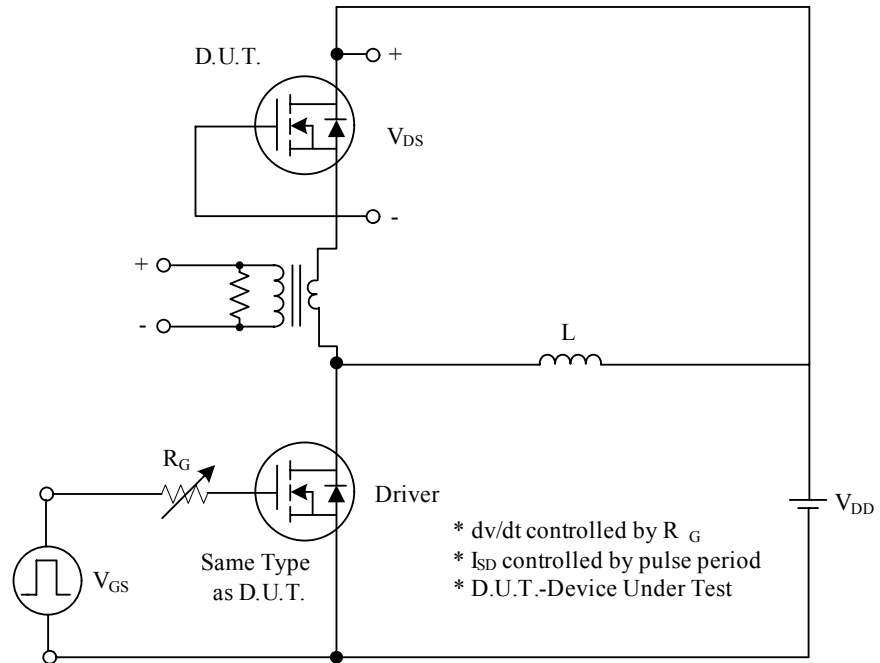 D.U.T.
+
VDS
-
+
-
L
RG
Driver
VDD
VGS
Same Type
as D.U.T.
* dv/dt controlled by R G
* ISD controlled by pulse period
* D.U.T.-Device Under Test